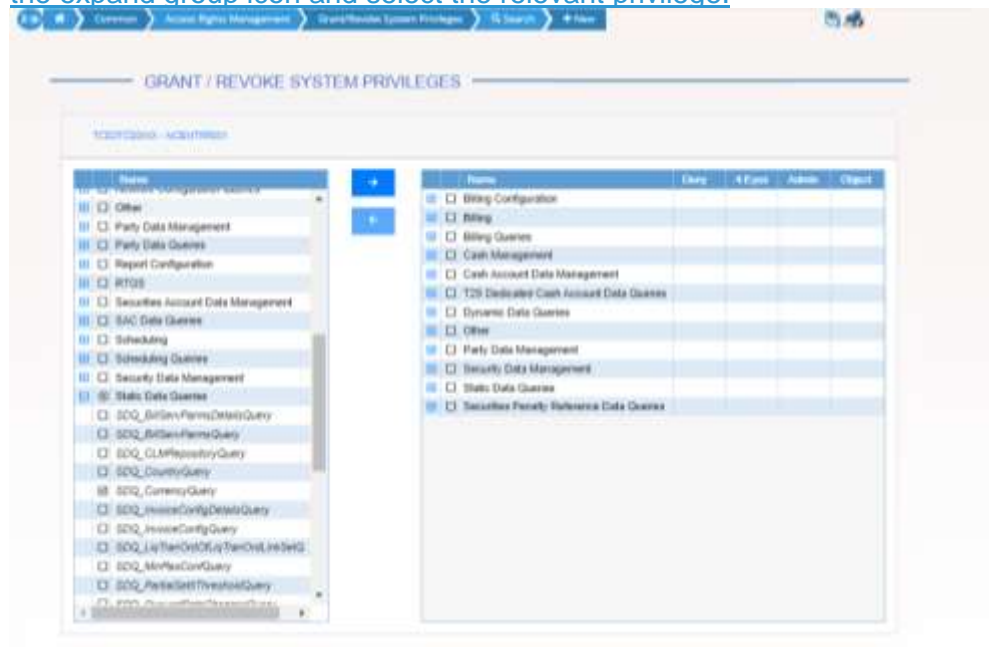 the expand group icon and select the relevant privilege.
Common Access Rights Management Grant/Revoke System Privileges Search New
GRANT / REVOKE SYSTEM PRIVILEGES
Name
Other
Party Data Management
Party Data Queries
Report Configuration
RTGS
Securities Account Data Management
SAC Data Queries
Scheduling
Scheduling Queries
Security Data Management
Static Data Queries
SDQ_BillServParmsDetailsQuery
SDQ_BillServParmsQuery
SDQ_CLMRepositoryQuery
SDQ_CountryQuery
SDQ_CurrencyQuery
SDQ_InvoiceConfigDetailsQuery
SDQ_InvoiceConfigQuery
SDQ_MinResConfQuery
SDQ_PartialSettlThresholdQuery
Name Deny 4 Eyes Admin Object
Billing Configuration
Billing
Billing Queries
Cash Management
Cash Account Data Management
T2S Dedicated Cash Account Data Queries
Dynamic Data Queries
Other
Party Data Management
Security Data Management
Static Data Queries
Securities Penalty Reference Data Queries